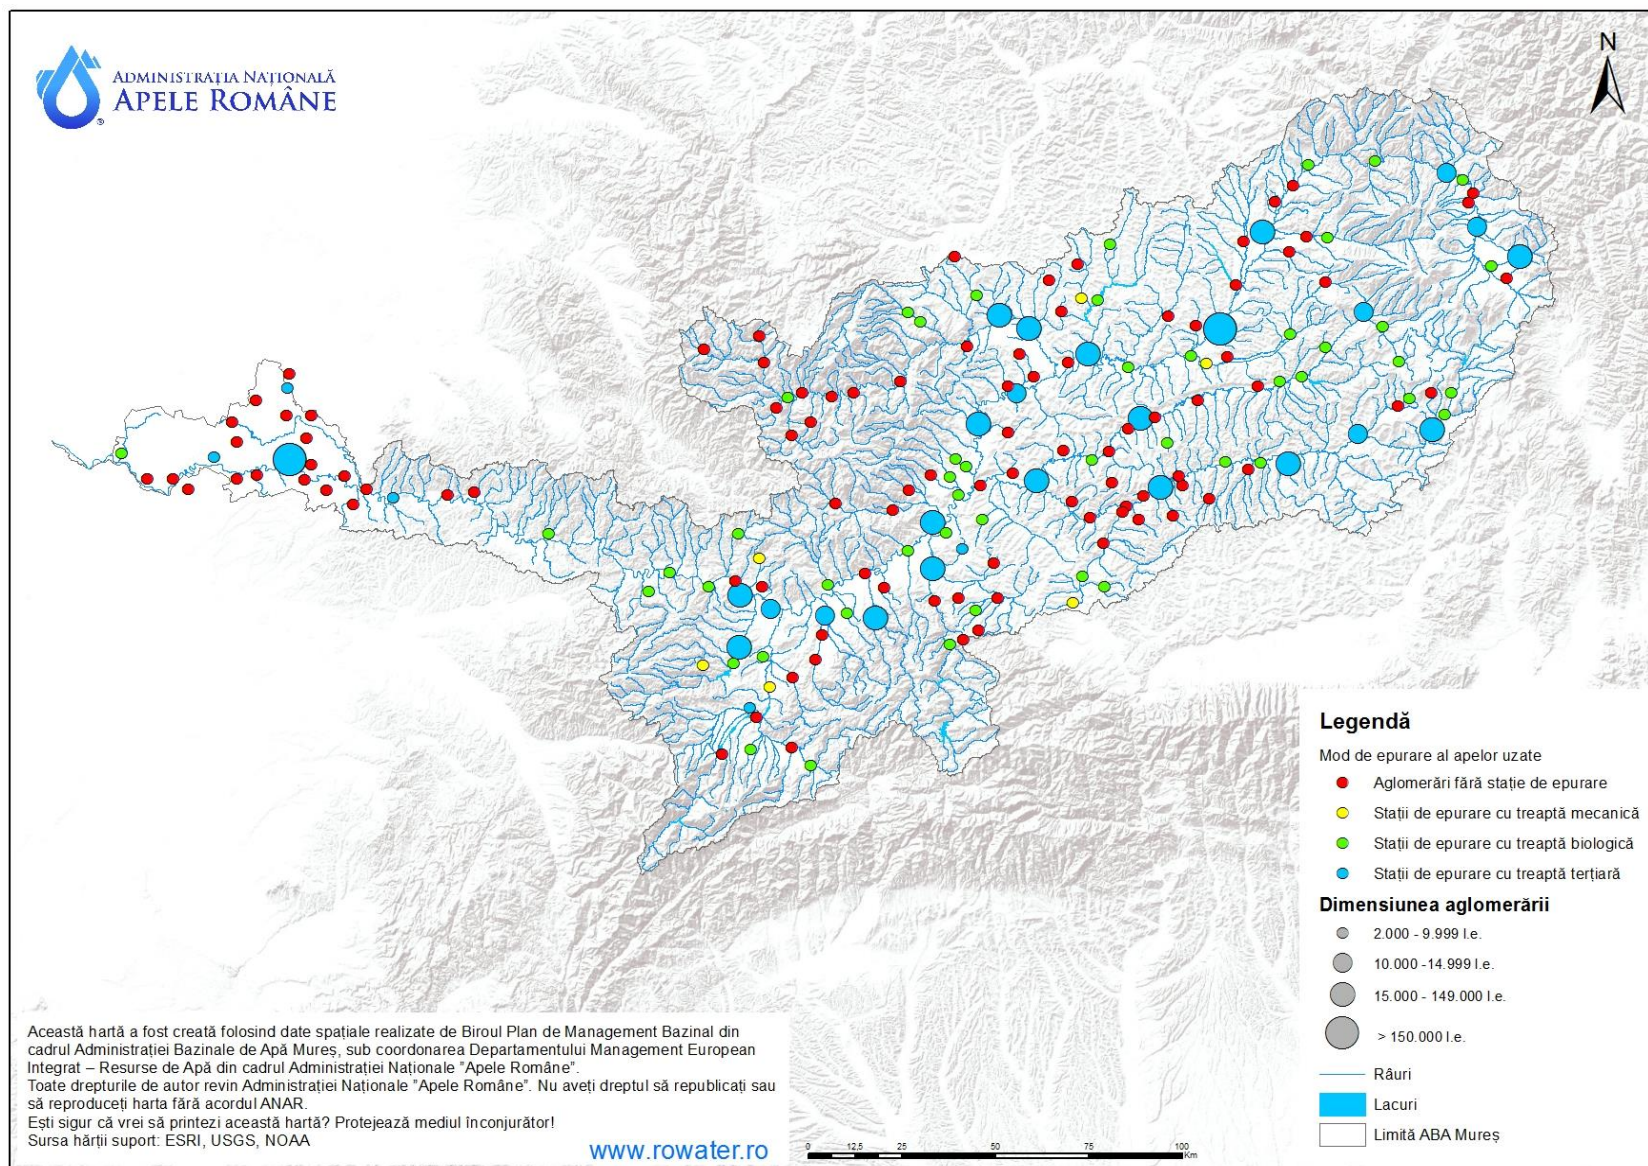 ADMINISTRAȚIA NAȚIONALĂ
APELE ROMÂNE
®
N
Legendă
Mod de epurare al apelor uzate
Aglomerări fără stație de epurare
Stații de epurare cu treaptă mecanică
Stații de epurare cu treaptă biologică
Stații de epurare cu treaptă terțiară
Dimensiunea aglomerării
2.000 - 9.999 l.e.
10.000 -14.999 l.e.
15.000 - 149.000 l.e.
> 150.000 l.e.
Râuri
Lacuri
Limită ABA Mureș
Această hartă a fost creată folosind date spațiale realizate de Biroul Plan de Management Bazinal din
cadrul Administrației Bazinale de Apă Mureș, sub coordonarea Departamentului Management European
Integrat – Resurse de Apă din cadrul Administrației Naționale "Apele Române".
Toate drepturile de autor revin Administrației Naționale "Apele Române". Nu aveți dreptul să republicați sau
să reproduceți harta fără acordul ANAR.
Ești sigur că vrei să printezi această hartă? Protejează mediul înconjurător!
Sursa hărții suport: ESRI, USGS, NOAA
www.rowater.ro
0 12,5 25 50 75 100
Km